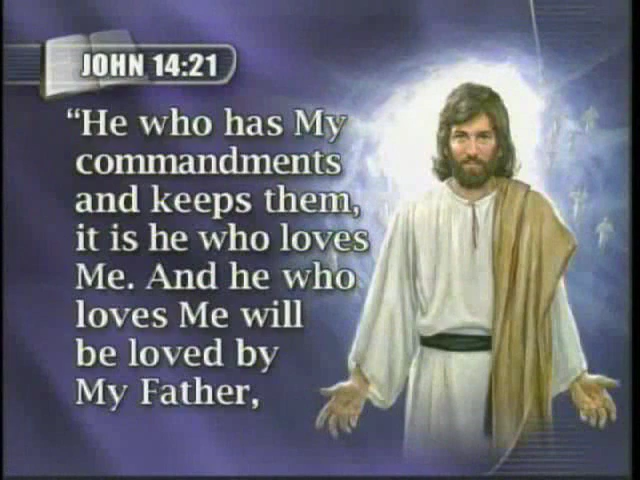 JOHN 14:21
“He who has My
commandments
and keeps them,
it is he who loves
Me. And he who
loves Me will
be loved by
My Father,